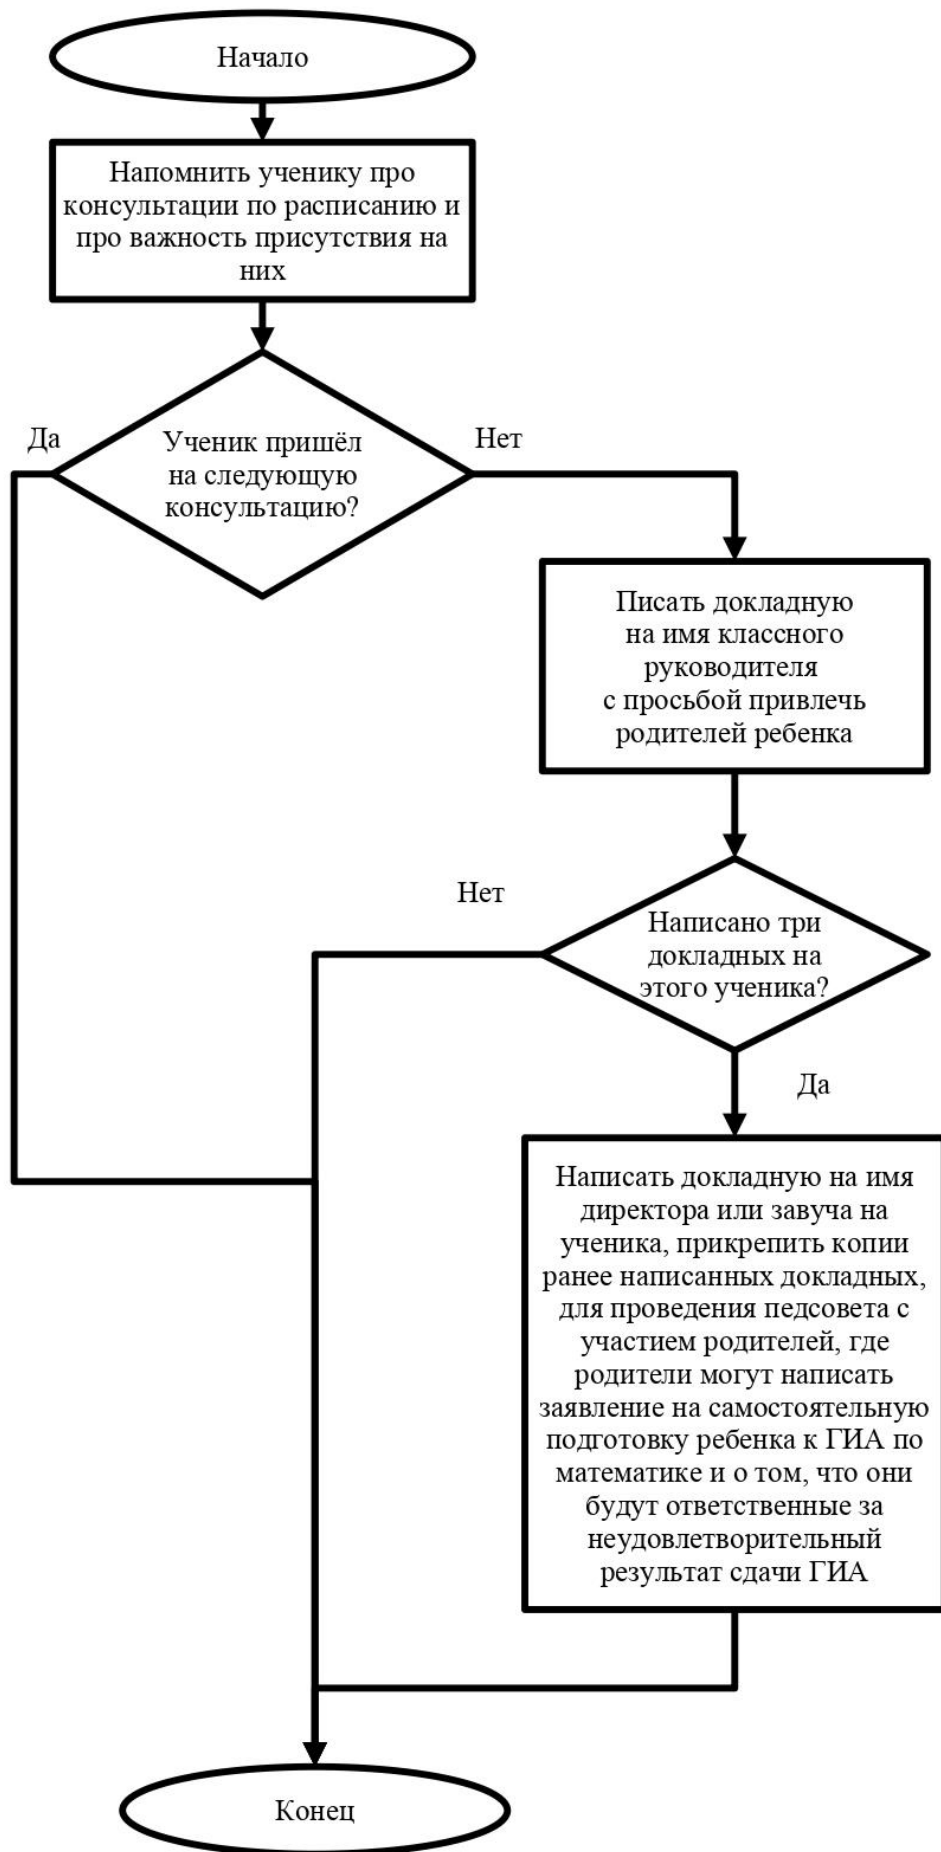 Начало
Напомнить ученику про
консультации по расписанию и
про важность присутствия на
них
Да
Ученик пришёл
на следующую
консультацию?
Нет
Писать докладную
на имя классного
руководителя
с просьбой привлечь
родителей ребенка
Нет
Написано три
докладных на
этого ученика?
Да
Написать докладную на имя
директора или завуча на
ученика, прикрепить копии
ранее написанных докладных,
для проведения педсовета с
участием родителей, где
родители могут написать
заявление на самостоятельную
подготовку ребенка к ГИА по
математике и о том, что они
будут ответственные за
неудовлетворительный
результат сдачи ГИА
Конец